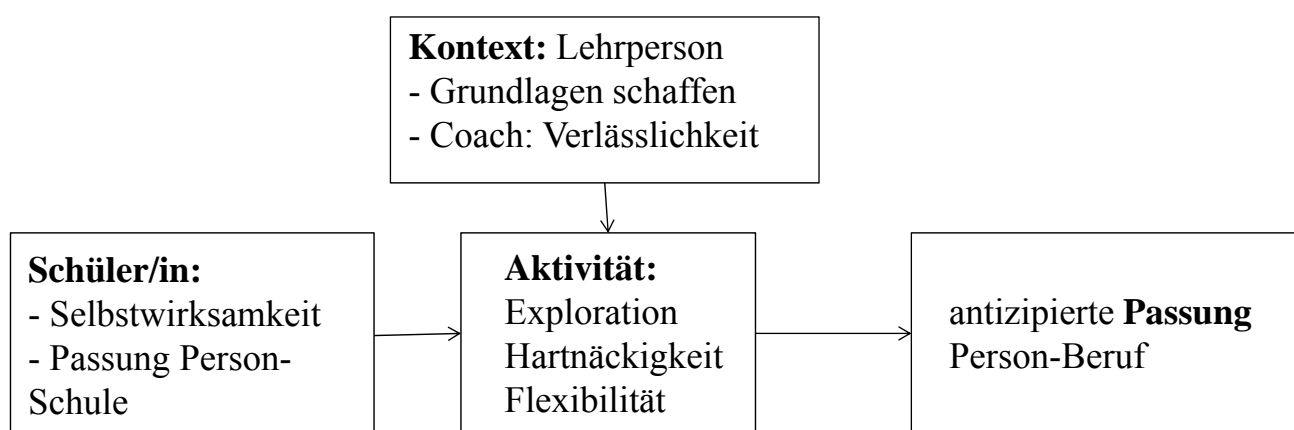 Kontext: Lehrperson
- Grundlagen schaffen
- Coach: Verlässlichkeit
Schüler/in:
- Selbstwirksamkeit
- Passung Person-
Schule
Aktivität:
Exploration
Hartnäckigkeit
Flexibilität
antizipierte Passung
Person-Beruf